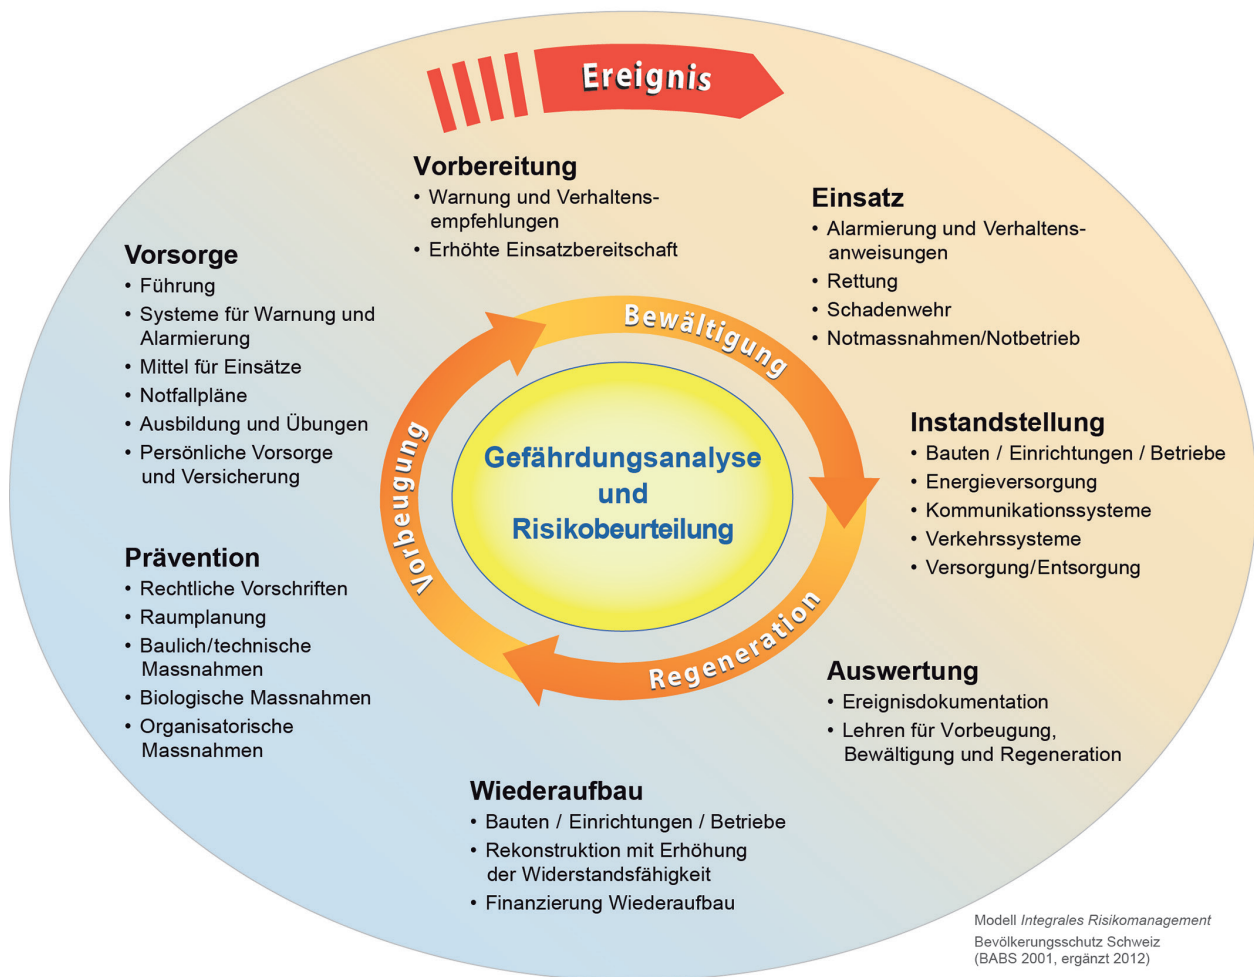 Ereignis
Vorbereitung
• Warnung und Verhaltens-
empfehlungen
• Erhöhte Einsatzbereitschaft
Einsatz
• Alarmierung und Verhaltens-
anweisungen
• Rettung
• Schadenwehr
• Notmassnahmen/Notbetrieb
Vorsorge
• Führung
• Systeme für Warnung und
Alarmierung
• Mittel für Einsätze
• Notfallpläne
• Ausbildung und Übungen
• Persönliche Vorsorge
und Versicherung
Bewältigung
Vorbeugung
Gefährdungsanalyse
und
Risikobeurteilung
Regeneration
Instandstellung
• Bauten / Einrichtungen / Betriebe
• Energieversorgung
• Kommunikationssysteme
• Verkehrssysteme
• Versorgung/Entsorgung
Prävention
• Rechtliche Vorschriften
• Raumplanung
• Baulich/technische
Massnahmen
• Biologische Massnahmen
• Organisatorische
Massnahmen
Auswertung
• Ereignisdokumentation
• Lehren für Vorbeugung,
Bewältigung und Regeneration
Wiederaufbau
• Bauten / Einrichtungen / Betriebe
• Rekonstruktion mit Erhöhung
der Widerstandsfähigkeit
• Finanzierung Wiederaufbau
Modell Integrales Risikomanagement
Bevölkerungsschutz Schweiz
(BABS 2001, ergänzt 2012)